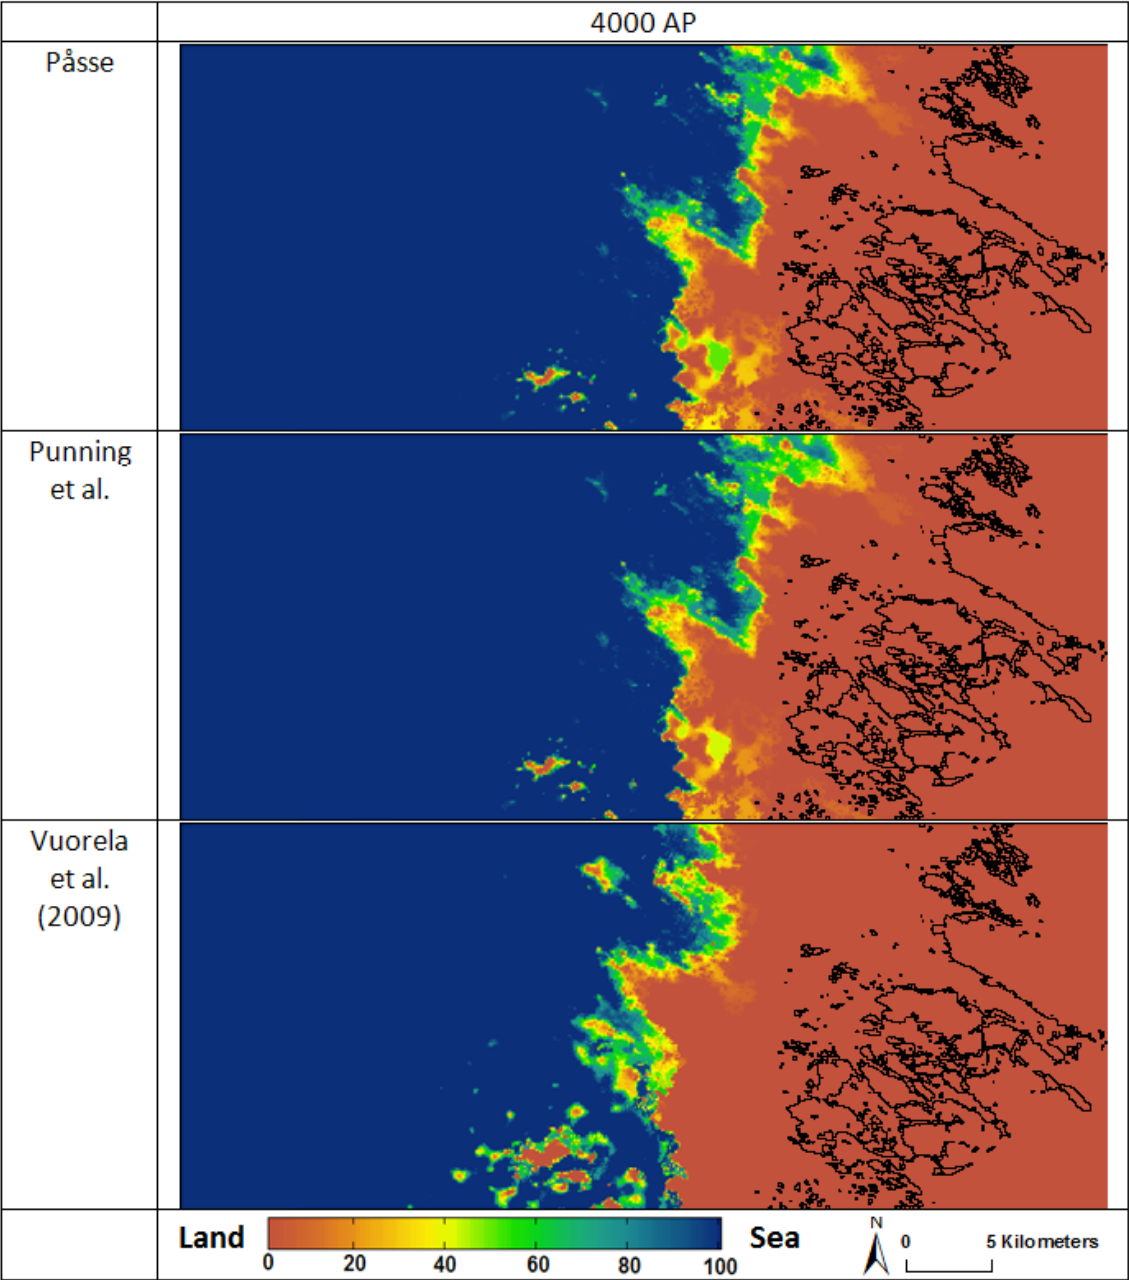 4000 AP
Påsse
Punning
et al.
Vuorela
et al.
(2009)
Land
0 20 40 60 80 100
Sea
N
0 5 Kilometers